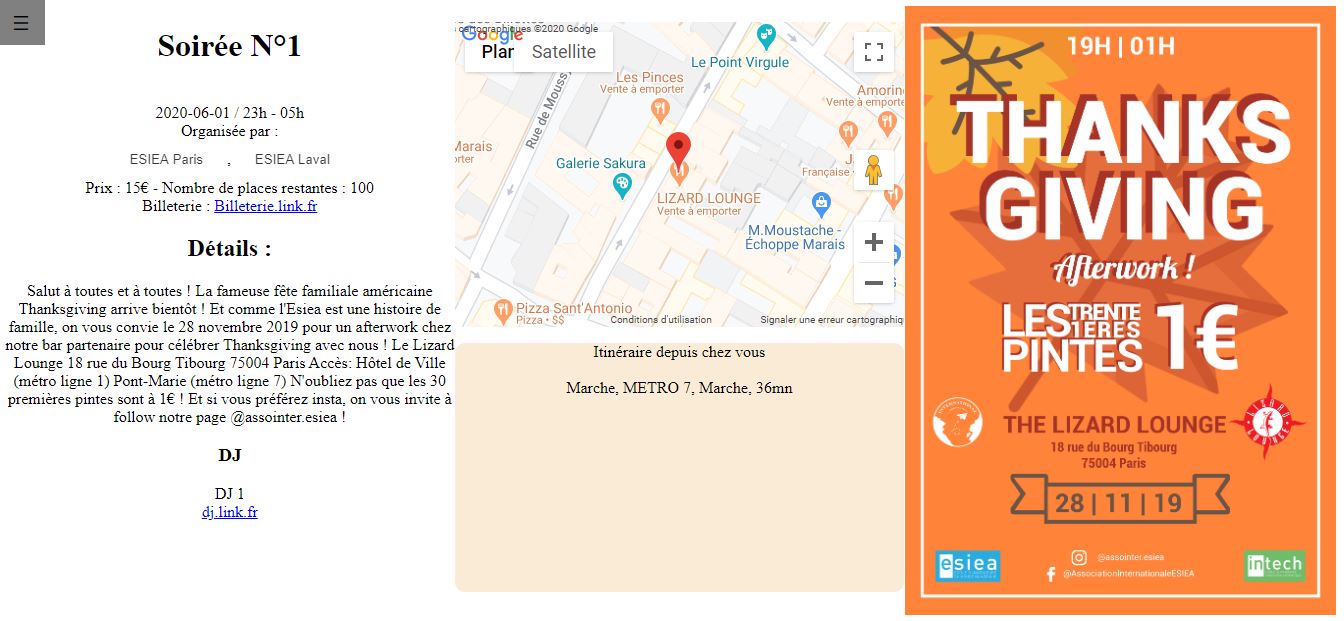 ☰
Soirée N°1
2020-06-01 / 23h - 05h
Organisée par :
ESIEA Paris , ESIEA Laval
Prix : 15€ - Nombre de places restantes : 100
Billeterie : Billeterie.link.fr
Détails :
Salut à toutes et à toutes ! La fameuse fête familiale américaine
Thanksgiving arrive bientôt ! Et comme l'Esiea est une histoire de
famille, on vous convie le 28 novembre 2019 pour un afterwork chez
notre bar partenaire pour célébrer Thanksgiving avec nous ! Le Lizard
Lounge 18 rue du Bourg Tibourg 75004 Paris Accès: Hôtel de Ville
(métro ligne 1) Pont-Marie (métro ligne 7) N'oubliez pas que les 30
premières pintes sont à 1€ ! Et si vous préférez insta, on vous invite à
follow notre page @assointer.esiea !
DJ
DJ 1
dj.link.fr
cartographiques ©2020 Google
Google
Plan Satellite
Le Point Virgule
Les Pinces
Vente à emporter
Amorino
Vente à emporter
Rue de Moussy
Marais
Galerie Sakura
Française
LIZARD LOUNGE
Vente à emporter
M.Moustache -
Échoppe Marais
Pizza Sant'Antonio
Pizza • $$
Conditions d'utilisation
Signaler une erreur cartographiq
Itinéraire depuis chez vous
Marche, METRO 7, Marche, 36mn
19H | 01H
THANKS
GIVING
Afterwork !
LES TRENTE
1ÈRES
PINTES 1€
INTERNATIONAL
THE LIZARD LOUNGE
LIZARD LOUNGE
18 rue du Bourg Tibourg
75004 Paris
28 | 11 | 19
esiea
@assointer.esiea
@AssociationInternationaleESIEA
intech